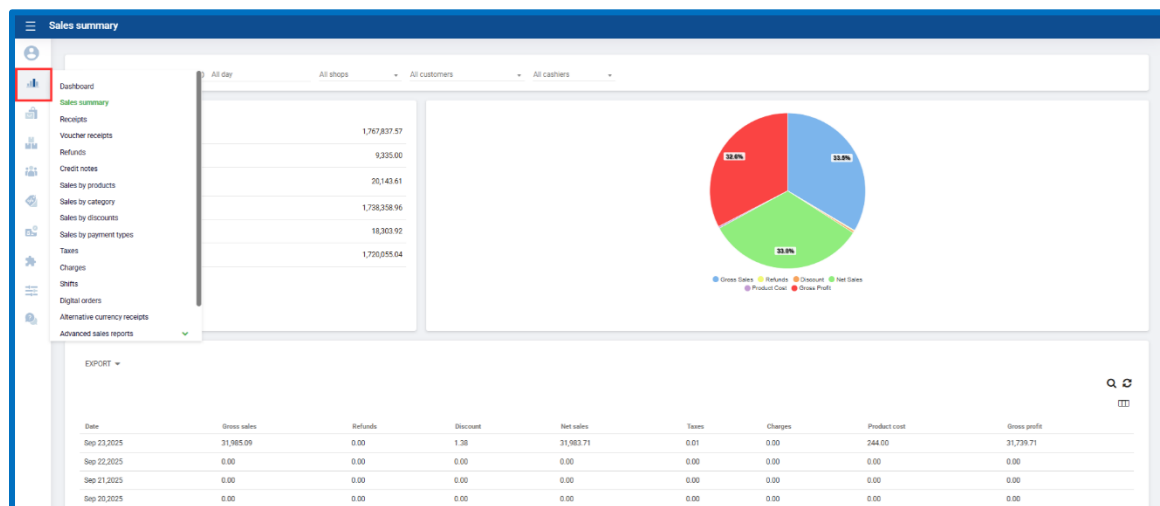 Sales summary
All day All shops All customers All cashiers
Dashboard
Sales summary
Receipts
Voucher receipts
Refunds
Credit notes
Sales by products
Sales by category
Sales by discounts
Sales by payment types
Taxes
Charges
Shifts
Digital orders
Alternative currency receipts
Advanced sales reports
1,767,837.57
9,335.00
20,143.61
1,738,358.96
18,303.92
1,720,055.04
32.6% 33.5%
33.0%
Gross Sales Refunds Discount Net Sales
Product Cost Gross Profit
EXPORT
Date Gross sales Refunds Discount Net sales Taxes Charges Product cost Gross profit
Sep 23,2025 31,985.09 0.00 1.38 31,983.71 0.01 0.00 244.00 31,739.71
Sep 22,2025 0.00 0.00 0.00 0.00 0.00 0.00 0.00 0.00
Sep 21,2025 0.00 0.00 0.00 0.00 0.00 0.00 0.00 0.00
Sep 20,2025 0.00 0.00 0.00 0.00 0.00 0.00 0.00 0.00